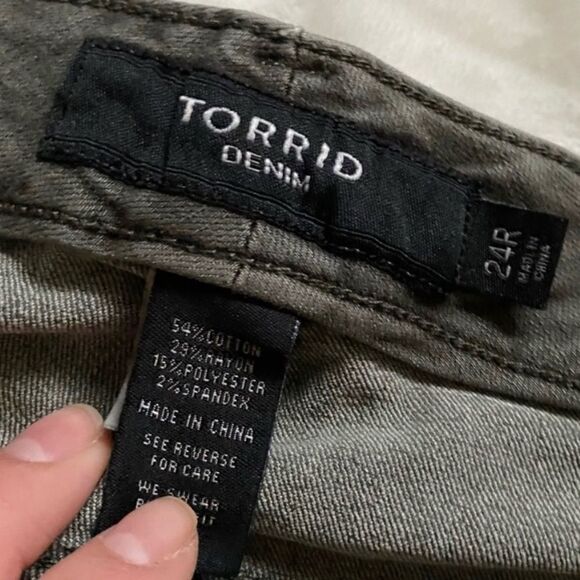 TORRID
DENIM
24R
MADE IN
CHINA
54% COTTON
29% RAYON
15% POLYESTER
2% SPANDEX
MADE IN CHINA
SEE REVERSE
FOR CARE
WE SWEAR